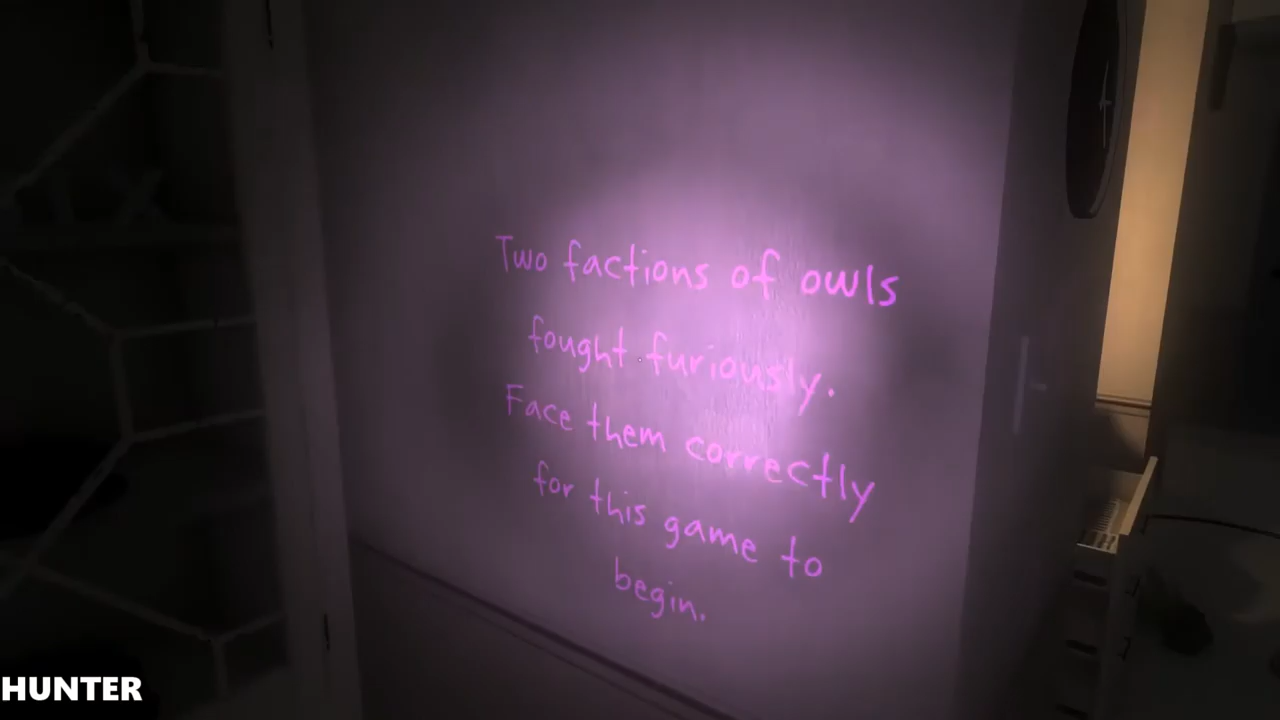 Two factions of owls
fought furiously.
Face them correctly
for this game to
begin.
HUNTER